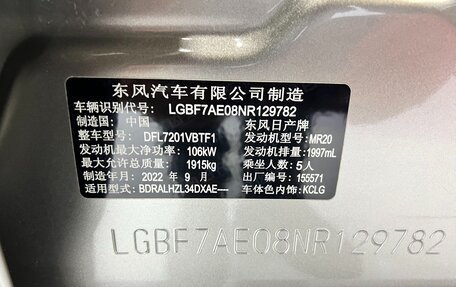 东风汽车有限公司制造
车辆识别代号: LGBF7AE08NR129782
制造国: 中国 东风日产牌
整车型号: DFL7201VBTF1 发动机型号: MR20
发动机最大净功率: 106kW 发动机排量: 1997mL
最大允许总质量: 1915kg 乘坐人数: 5人
制造年月: 2022 年 9 月 出厂编号: 155571
适用型式: BDRALHZL34DXAE— 车体色内饰: KCLG
LGBF7AE08NR129782